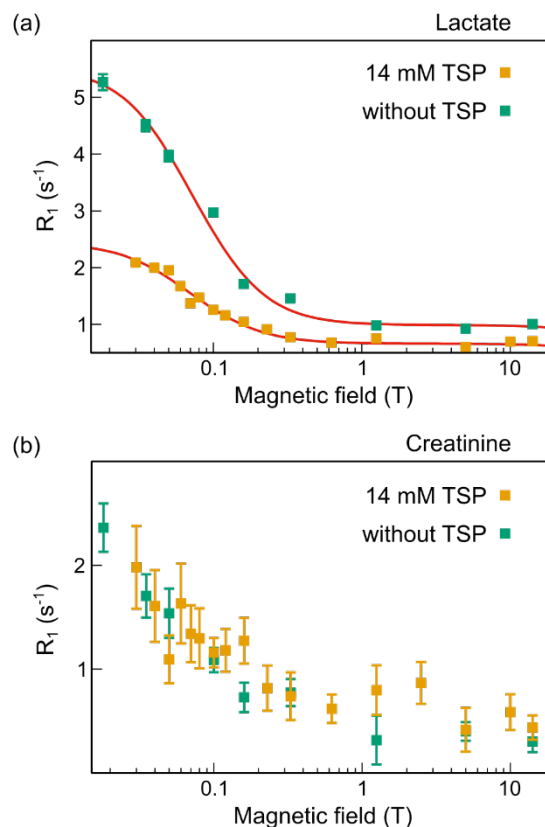 (a)
Lactate
14 mM TSP
without TSP
5
4
3
2
1
R₁ (s⁻¹)
0.1
1
10
Magnetic field (T)
(b)
Creatinine
14 mM TSP
without TSP
2
1
R₁ (s⁻¹)
0.1
1
10
Magnetic field (T)